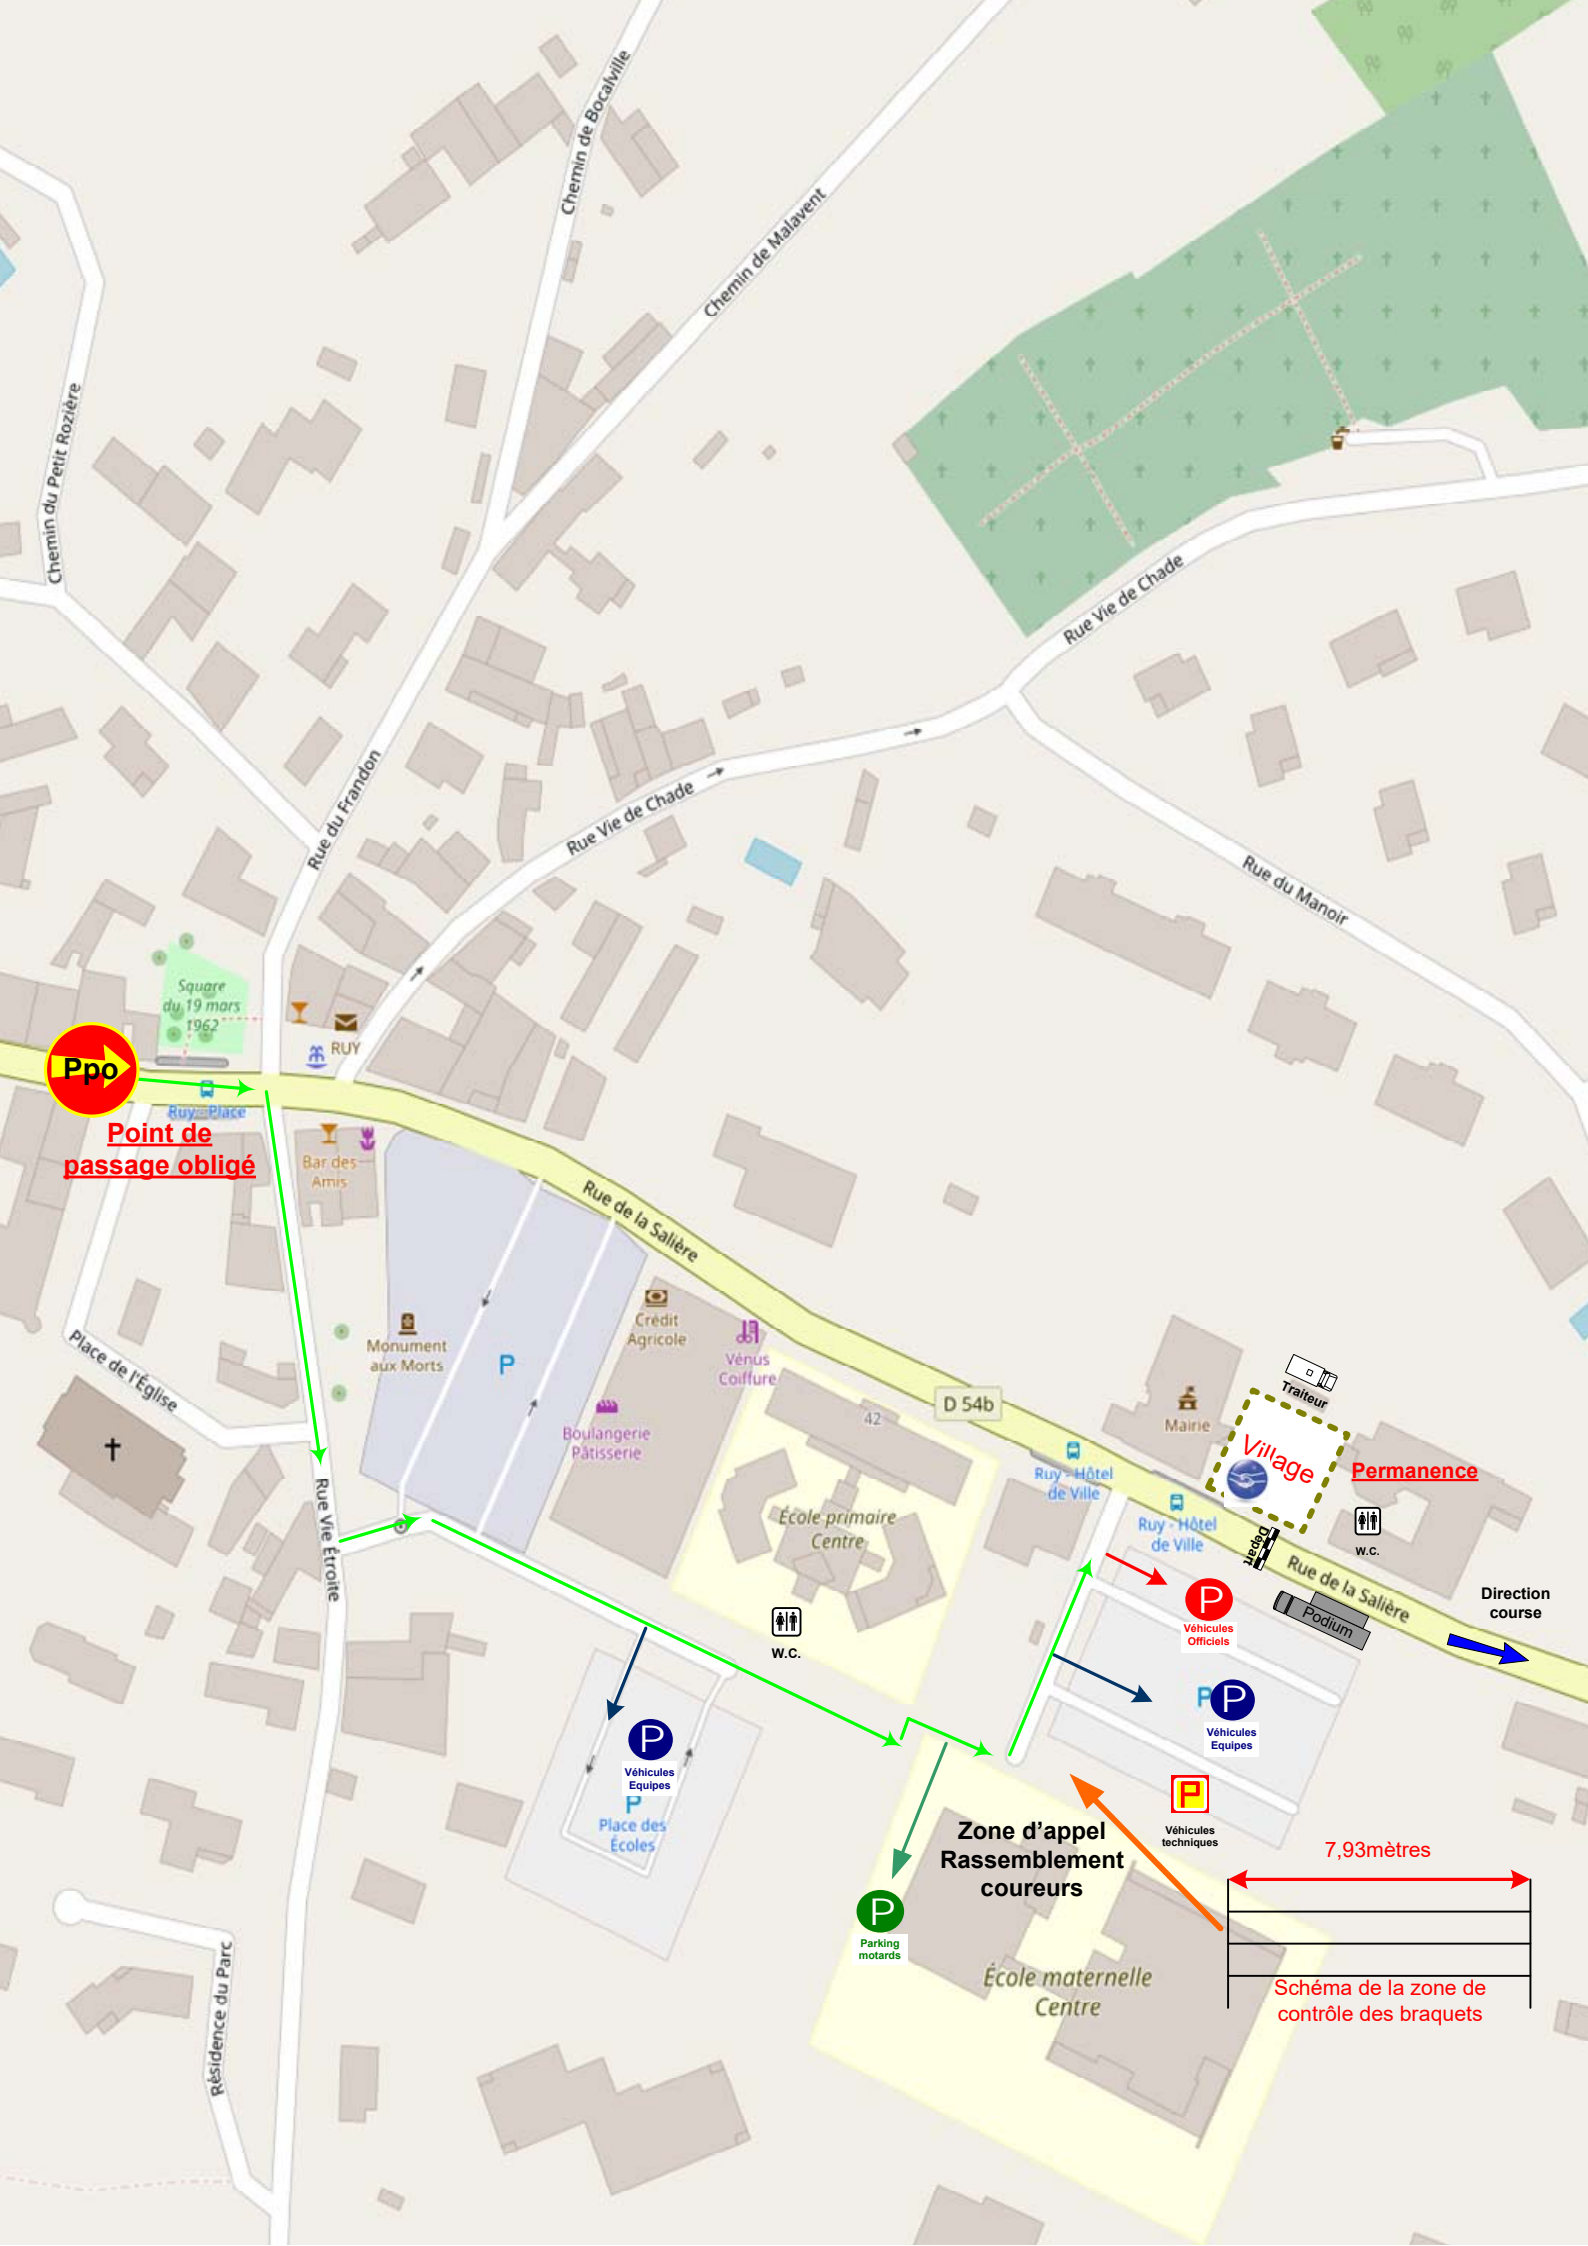 Chemin de Bocalville
Chemin de Malavent
Chemin du Petit Rozière
Rue Vie de Chade
Rue du Frandon
Rue Vie de Chade
Rue du Manoir
Square
du 19 mars
1962
RUY
Ppo
Ruy - Place
Point de
passage obligé
Bar des
Amis
Rue de la Salière
Place de l'Église
Monument
aux Morts
P
Crédit
Agricole
Vénus
Coiffure
Boulangerie
Pâtisserie
42
D 54b
Mairie
Traiteur
Village
Permanence
Ruy - Hôtel
de Ville
Ruy - Hôtel
de Ville
Départ
W.C.
École primaire
Centre
Rue Vie Étroite
Rue de la Salière
Direction
course
P
Véhicules
Officiels
Podium
W.C.
P
P
Véhicules
Equipes
P
Véhicules
Equipes
P
Place des
Écoles
P
Véhicules
techniques
Zone d'appel
Rassemblement
coureurs
7,93mètres
P
Parking
motards
École maternelle
Centre
Schéma de la zone de
contrôle des braquets
Résidence du Parc